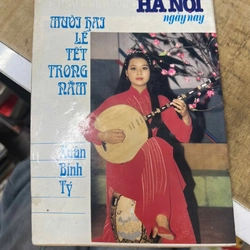 HÀ NỘI
ngày nay
MƯỜI HAI
LỄ
TẾT
TRONG
NĂM
Xuân
Bính
Tý